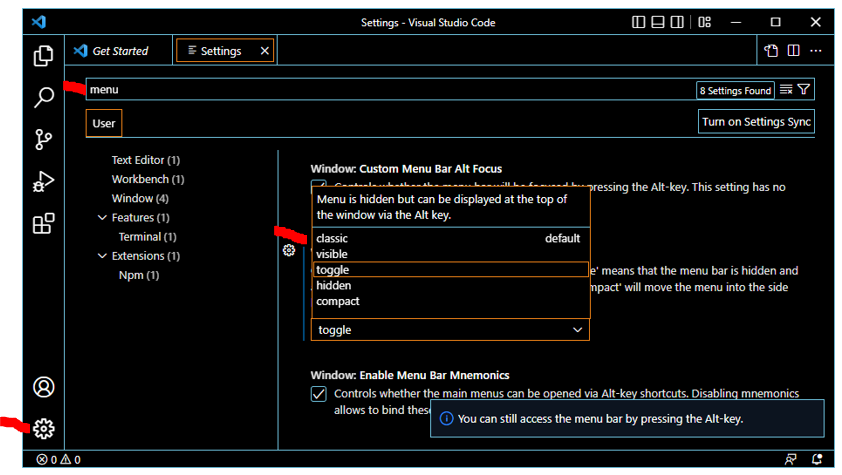 Settings - Visual Studio Code
Get Started
Settings
menu
8 Settings Found
User
Turn on Settings Sync
Text Editor (1)
Workbench (1)
Window (4)
Features (1)
Terminal (1)
Extensions (1)
Npm (1)
Window: Custom Menu Bar Alt Focus
Controls whether the menu bar will be focused by pressing the Alt-key. This setting has no
Menu is hidden but can be displayed at the top of
the window via the Alt key.
classic default
visible
toggle
hidden
compact
e' means that the menu bar is hidden and
mpact' will move the menu into the side
toggle
Window: Enable Menu Bar Mnemonics
Controls whether the main menus can be opened via Alt-key shortcuts. Disabling mnemonics
allows to bind these
You can still access the menu bar by pressing the Alt-key.
0 0